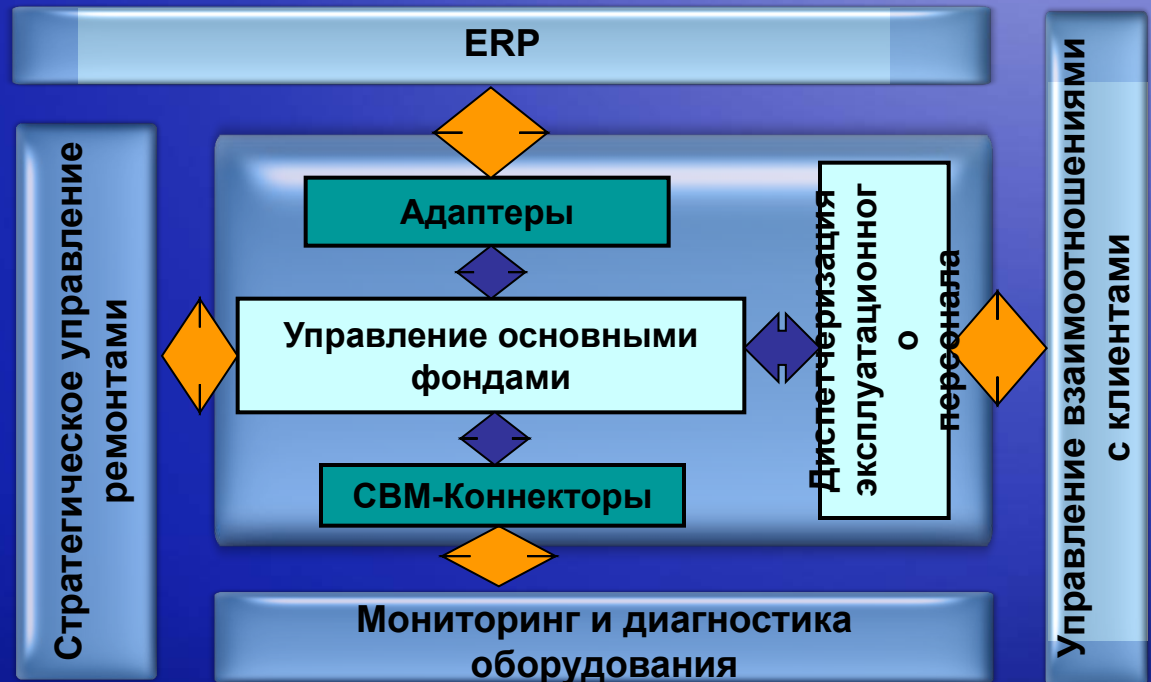 ERP
Стратегическое управление
ремонтами
Адаптеры
Управление основными
фондами
СВМ-Коннекторы
Диспетчеризация
эксплуатационног
о
персонала
Управление взаимоотношениями
с клиентами
Мониторинг и диагностика
оборудования